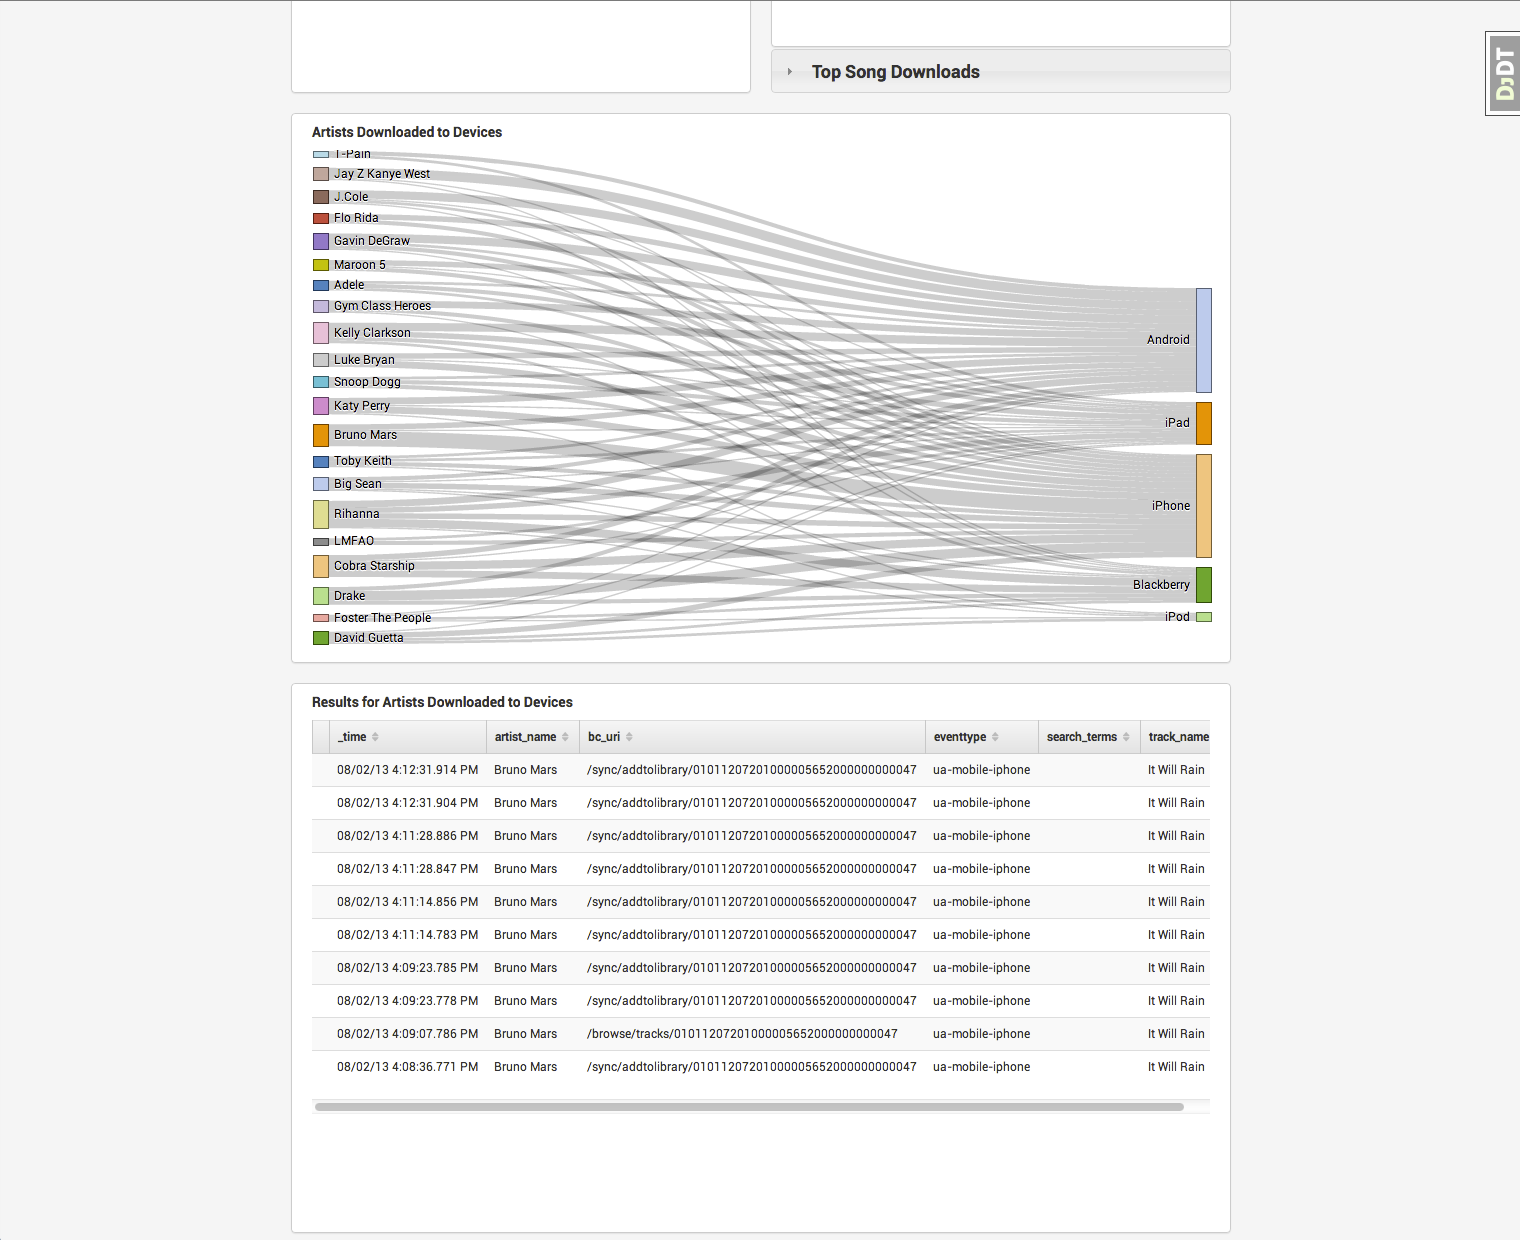 Top Song Downloads
DJDT
Artists Downloaded to Devices
T-Pain
Jay Z Kanye West
J.Cole
Flo Rida
Gavin DeGraw
Maroon 5
Adele
Gym Class Heroes
Kelly Clarkson
Luke Bryan
Snoop Dogg
Katy Perry
Bruno Mars
Toby Keith
Big Sean
Rihanna
LMFAO
Cobra Starship
Drake
Foster The People
David Guetta
Android
iPad
iPhone
Blackberry
iPod
Results for Artists Downloaded to Devices
_time artist_name bc_uri eventtype search_terms track_name
08/02/13 4:12:31.914 PM Bruno Mars /sync/addtolibrary/01011207201000005652000000000047 ua-mobile-iphone It Will Rain
08/02/13 4:12:31.904 PM Bruno Mars /sync/addtolibrary/01011207201000005652000000000047 ua-mobile-iphone It Will Rain
08/02/13 4:11:28.886 PM Bruno Mars /sync/addtolibrary/01011207201000005652000000000047 ua-mobile-iphone It Will Rain
08/02/13 4:11:28.847 PM Bruno Mars /sync/addtolibrary/01011207201000005652000000000047 ua-mobile-iphone It Will Rain
08/02/13 4:11:14.856 PM Bruno Mars /sync/addtolibrary/01011207201000005652000000000047 ua-mobile-iphone It Will Rain
08/02/13 4:11:14.783 PM Bruno Mars /sync/addtolibrary/01011207201000005652000000000047 ua-mobile-iphone It Will Rain
08/02/13 4:09:23.785 PM Bruno Mars /sync/addtolibrary/01011207201000005652000000000047 ua-mobile-iphone It Will Rain
08/02/13 4:09:23.778 PM Bruno Mars /sync/addtolibrary/01011207201000005652000000000047 ua-mobile-iphone It Will Rain
08/02/13 4:09:07.786 PM Bruno Mars /browse/tracks/01011207201000005652000000000047 ua-mobile-iphone It Will Rain
08/02/13 4:08:36.771 PM Bruno Mars /sync/addtolibrary/01011207201000005652000000000047 ua-mobile-iphone It Will Rain